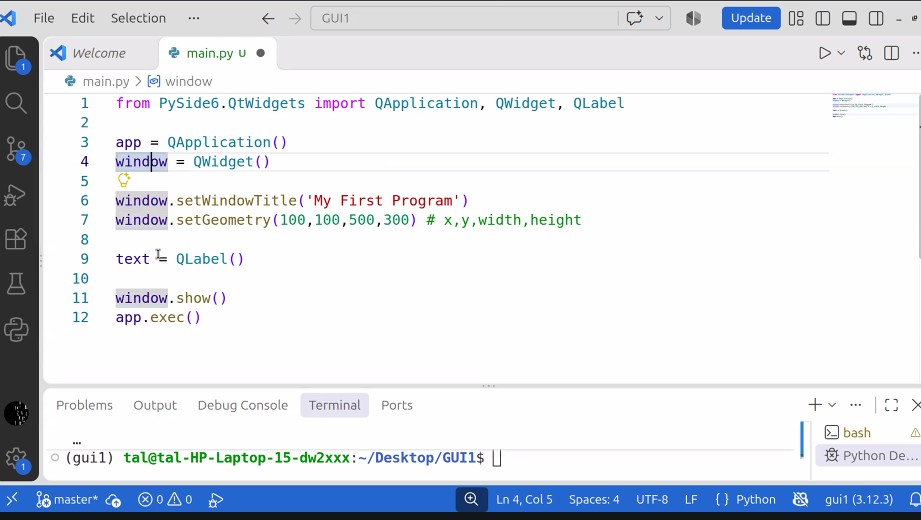 File Edit Selection ··· GUI1 Update
Welcome main.py U
main.py > window
1 from PySide6.QtWidgets import QApplication, QWidget, QLabel
2
3 app = QApplication()
4 window = QWidget()
5
6 window.setWindowTitle('My First Program')
7 window.setGeometry(100,100,500,300) # x,y,width,height
8
9 text = QLabel()
10
11 window.show()
12 app.exec()
Problems Output Debug Console Terminal Ports
…
(gui1) tal@tal-HP-Laptop-15-dw2xxx:~/Desktop/GUI1$
bash
Python De...
1
7
1
1
master* 0 0 Ln 4, Col 5 Spaces: 4 UTF-8 LF { } Python gui1 (3.12.3)